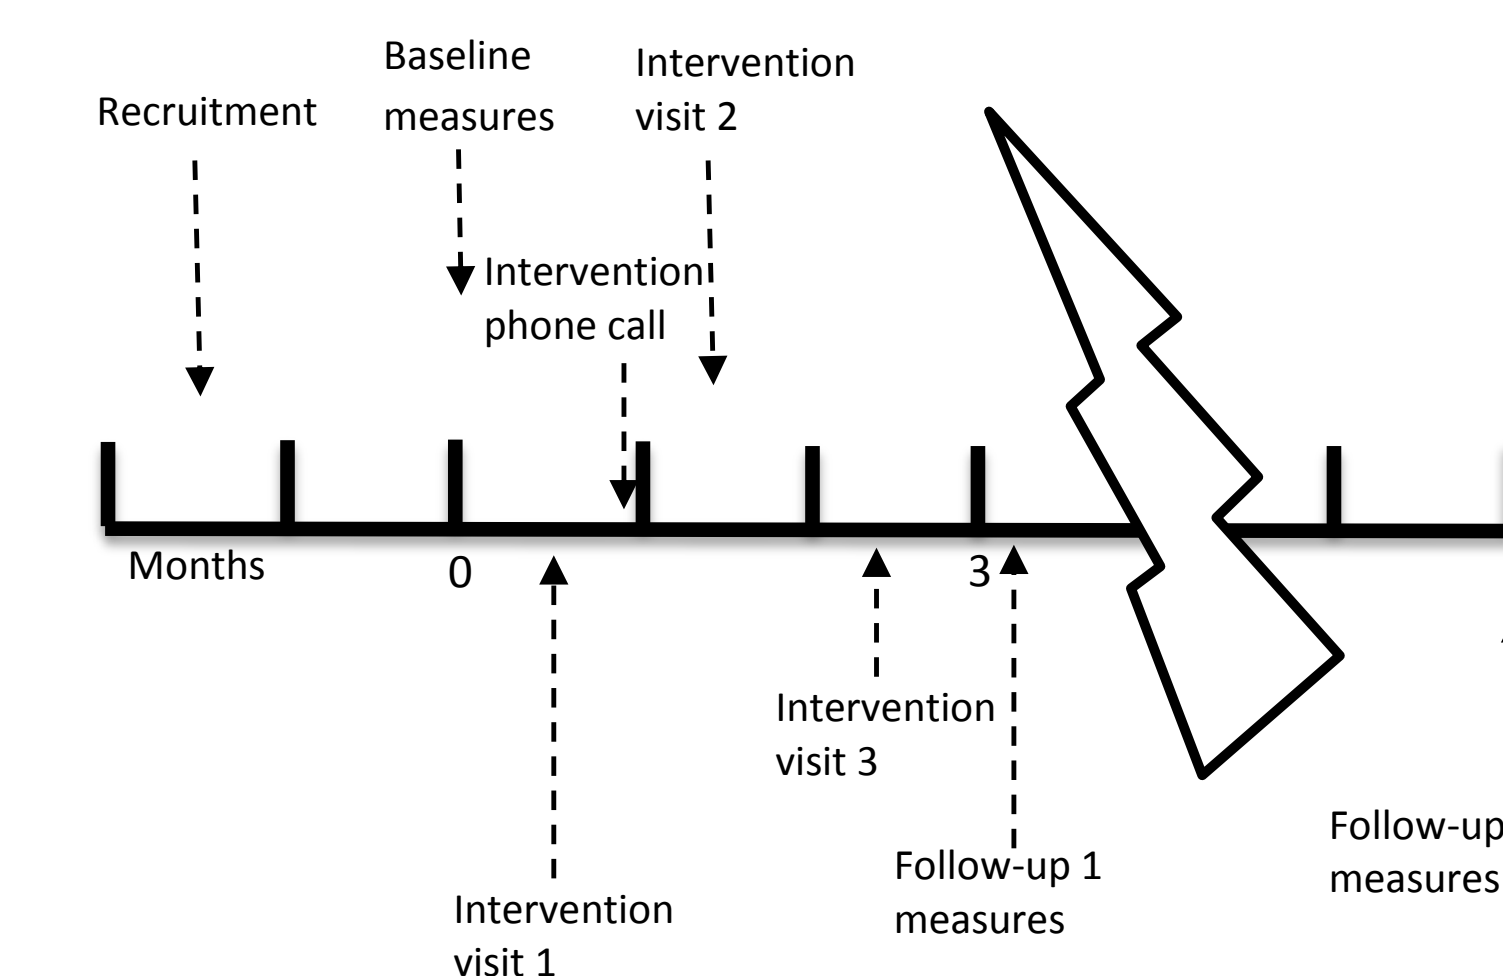 Recruitment
Baseline
measures
Intervention
visit 2
Intervention
phone call
Months
0
3
Intervention
visit 3
Follow-up 1
measures
Intervention
visit 1
Follow-up
measures